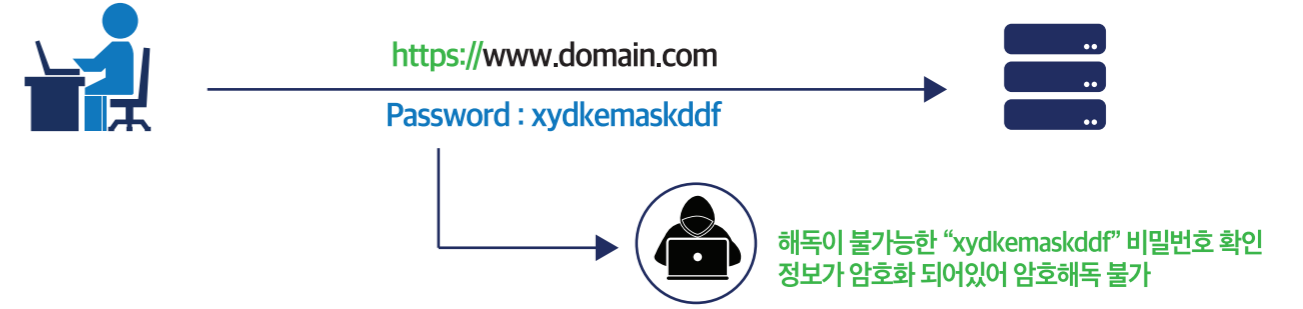 https://www.domain.com
Password : xydkemaskddf
해독이 불가능한 “xydkemaskddf” 비밀번호 확인
정보가 암호화 되어있어 암호해독 불가